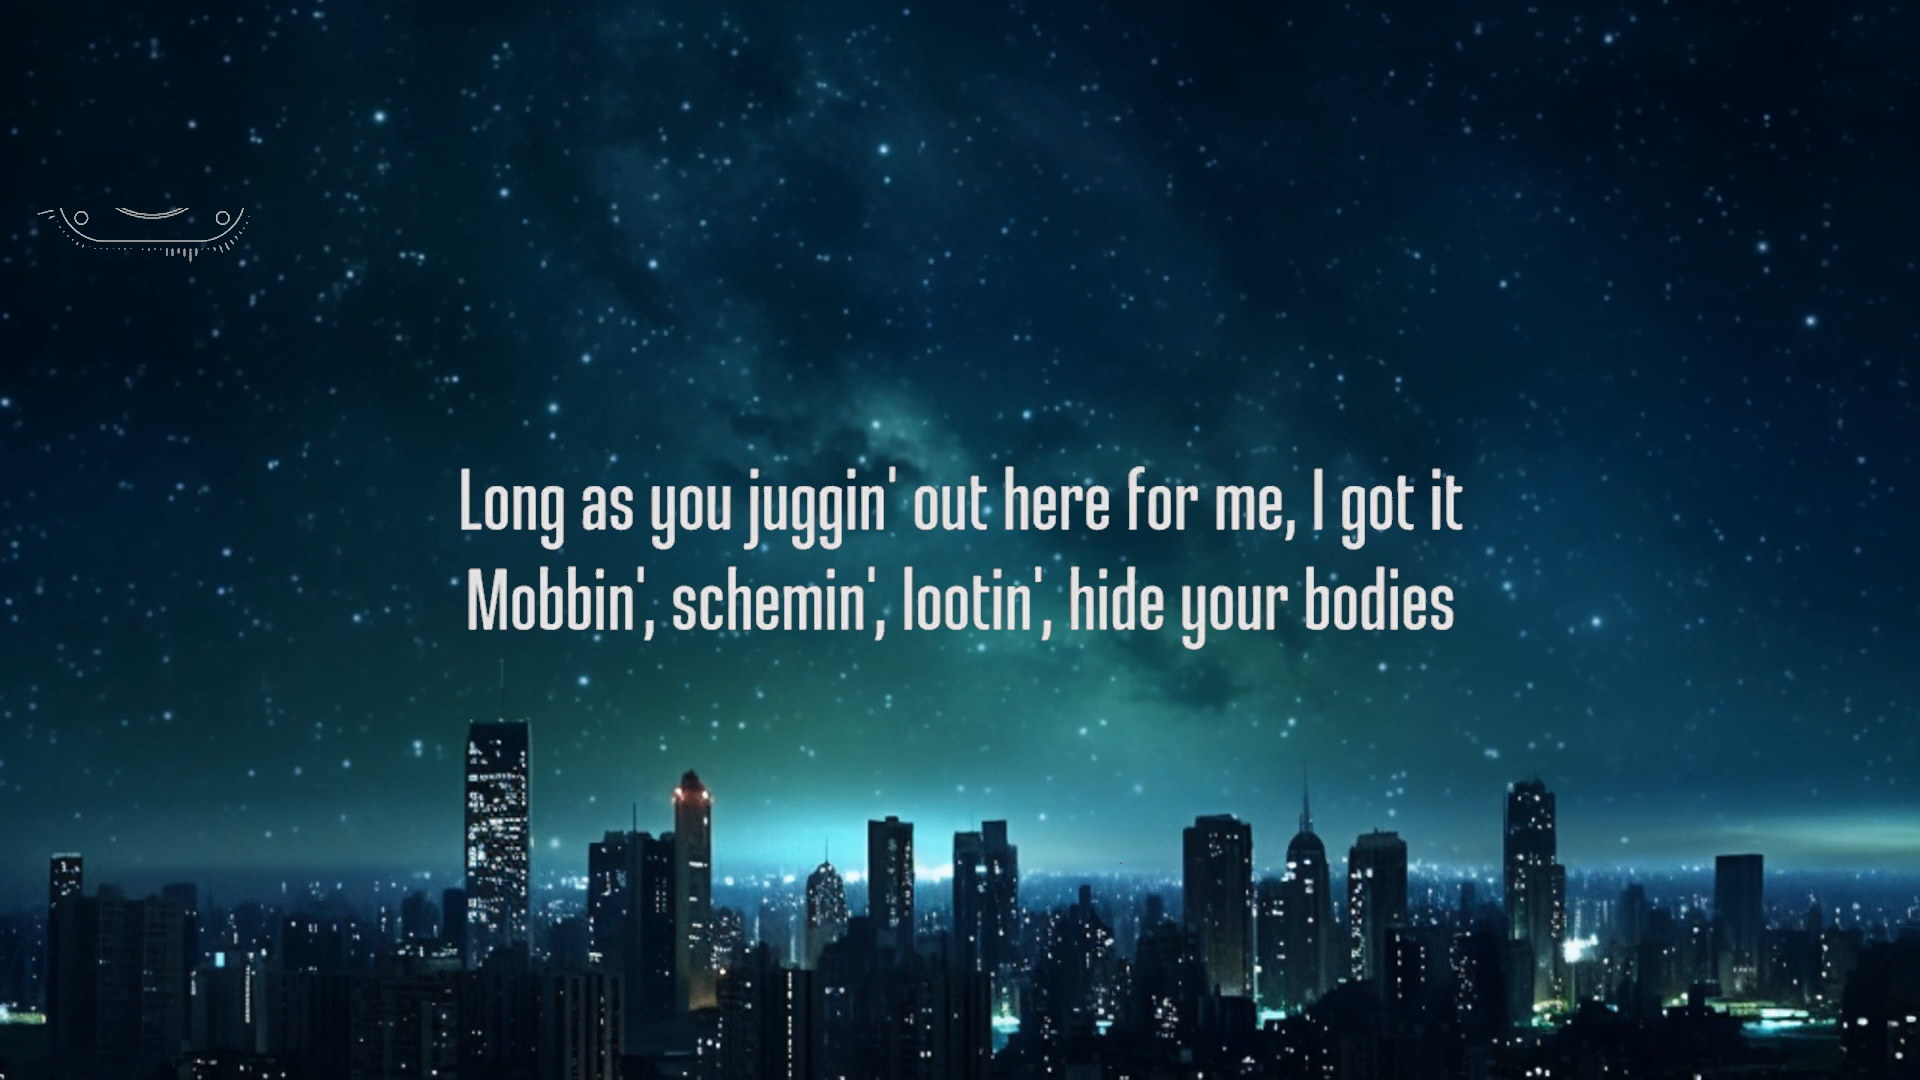 Long as you juggin' out here for me, I got it
Mobbin', schemin', lootin', hide your bodies